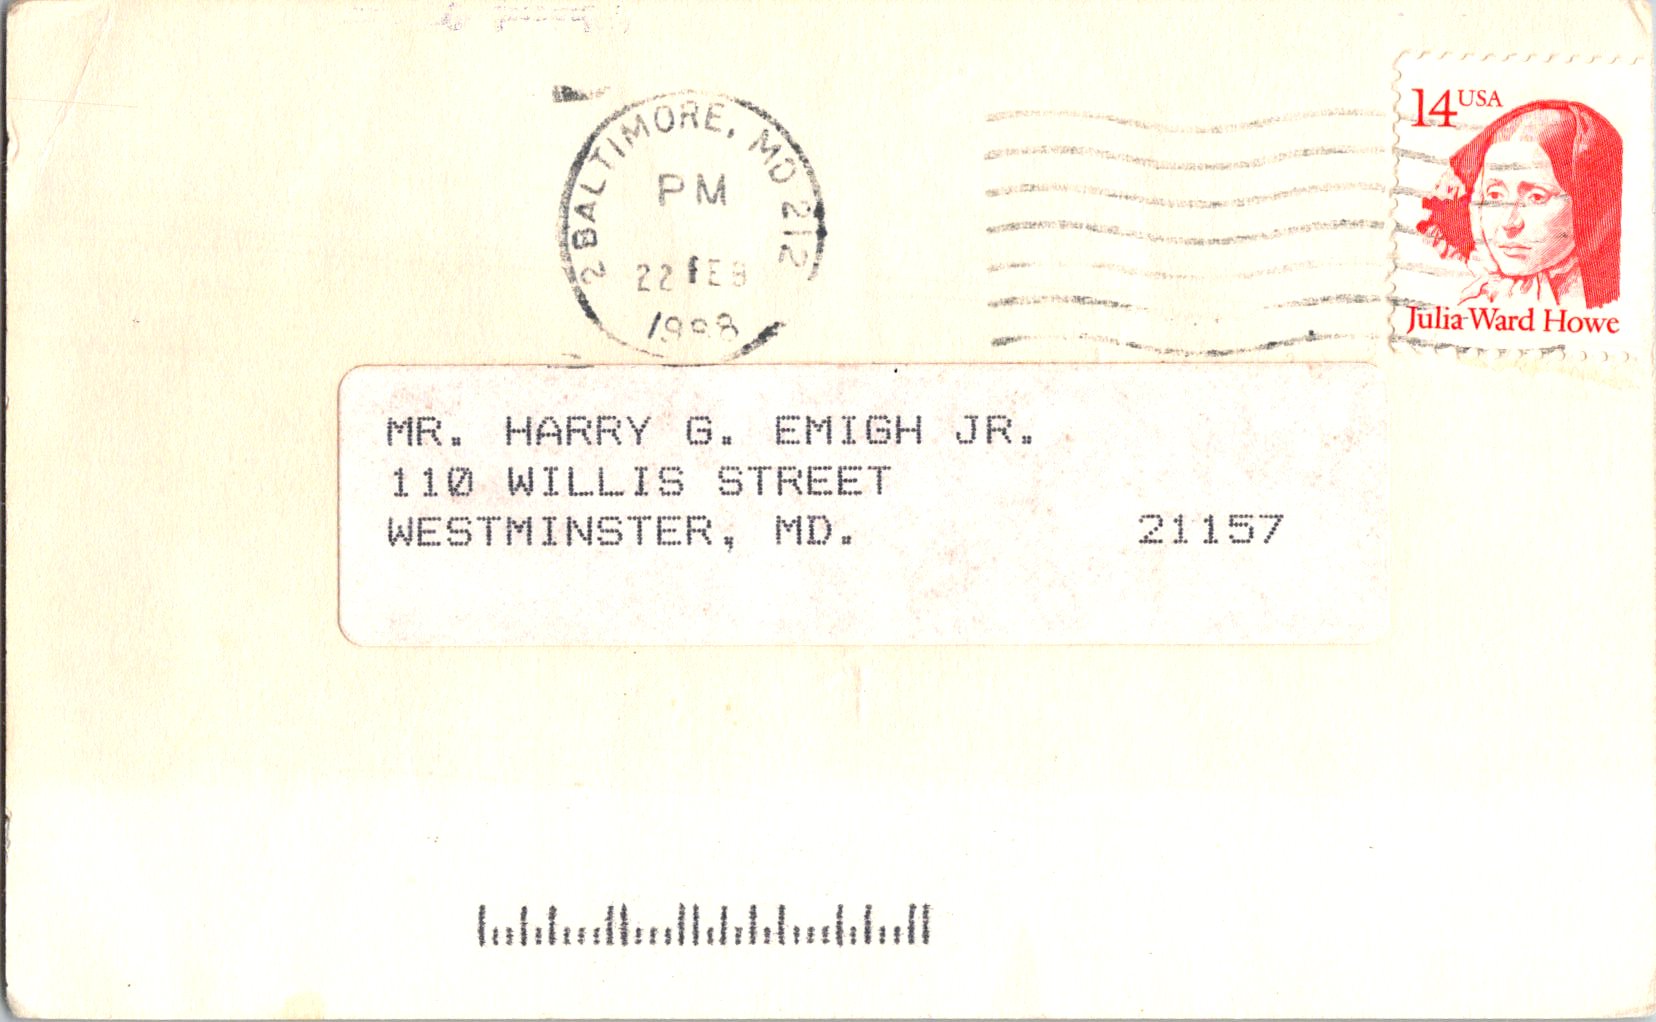 2 BALTIMORE, MD 212
PM
22 FEB
1988
14 USA
Julia Ward Howe
MR. HARRY G. EMIGH JR.
110 WILLIS STREET
WESTMINSTER, MD. 21157